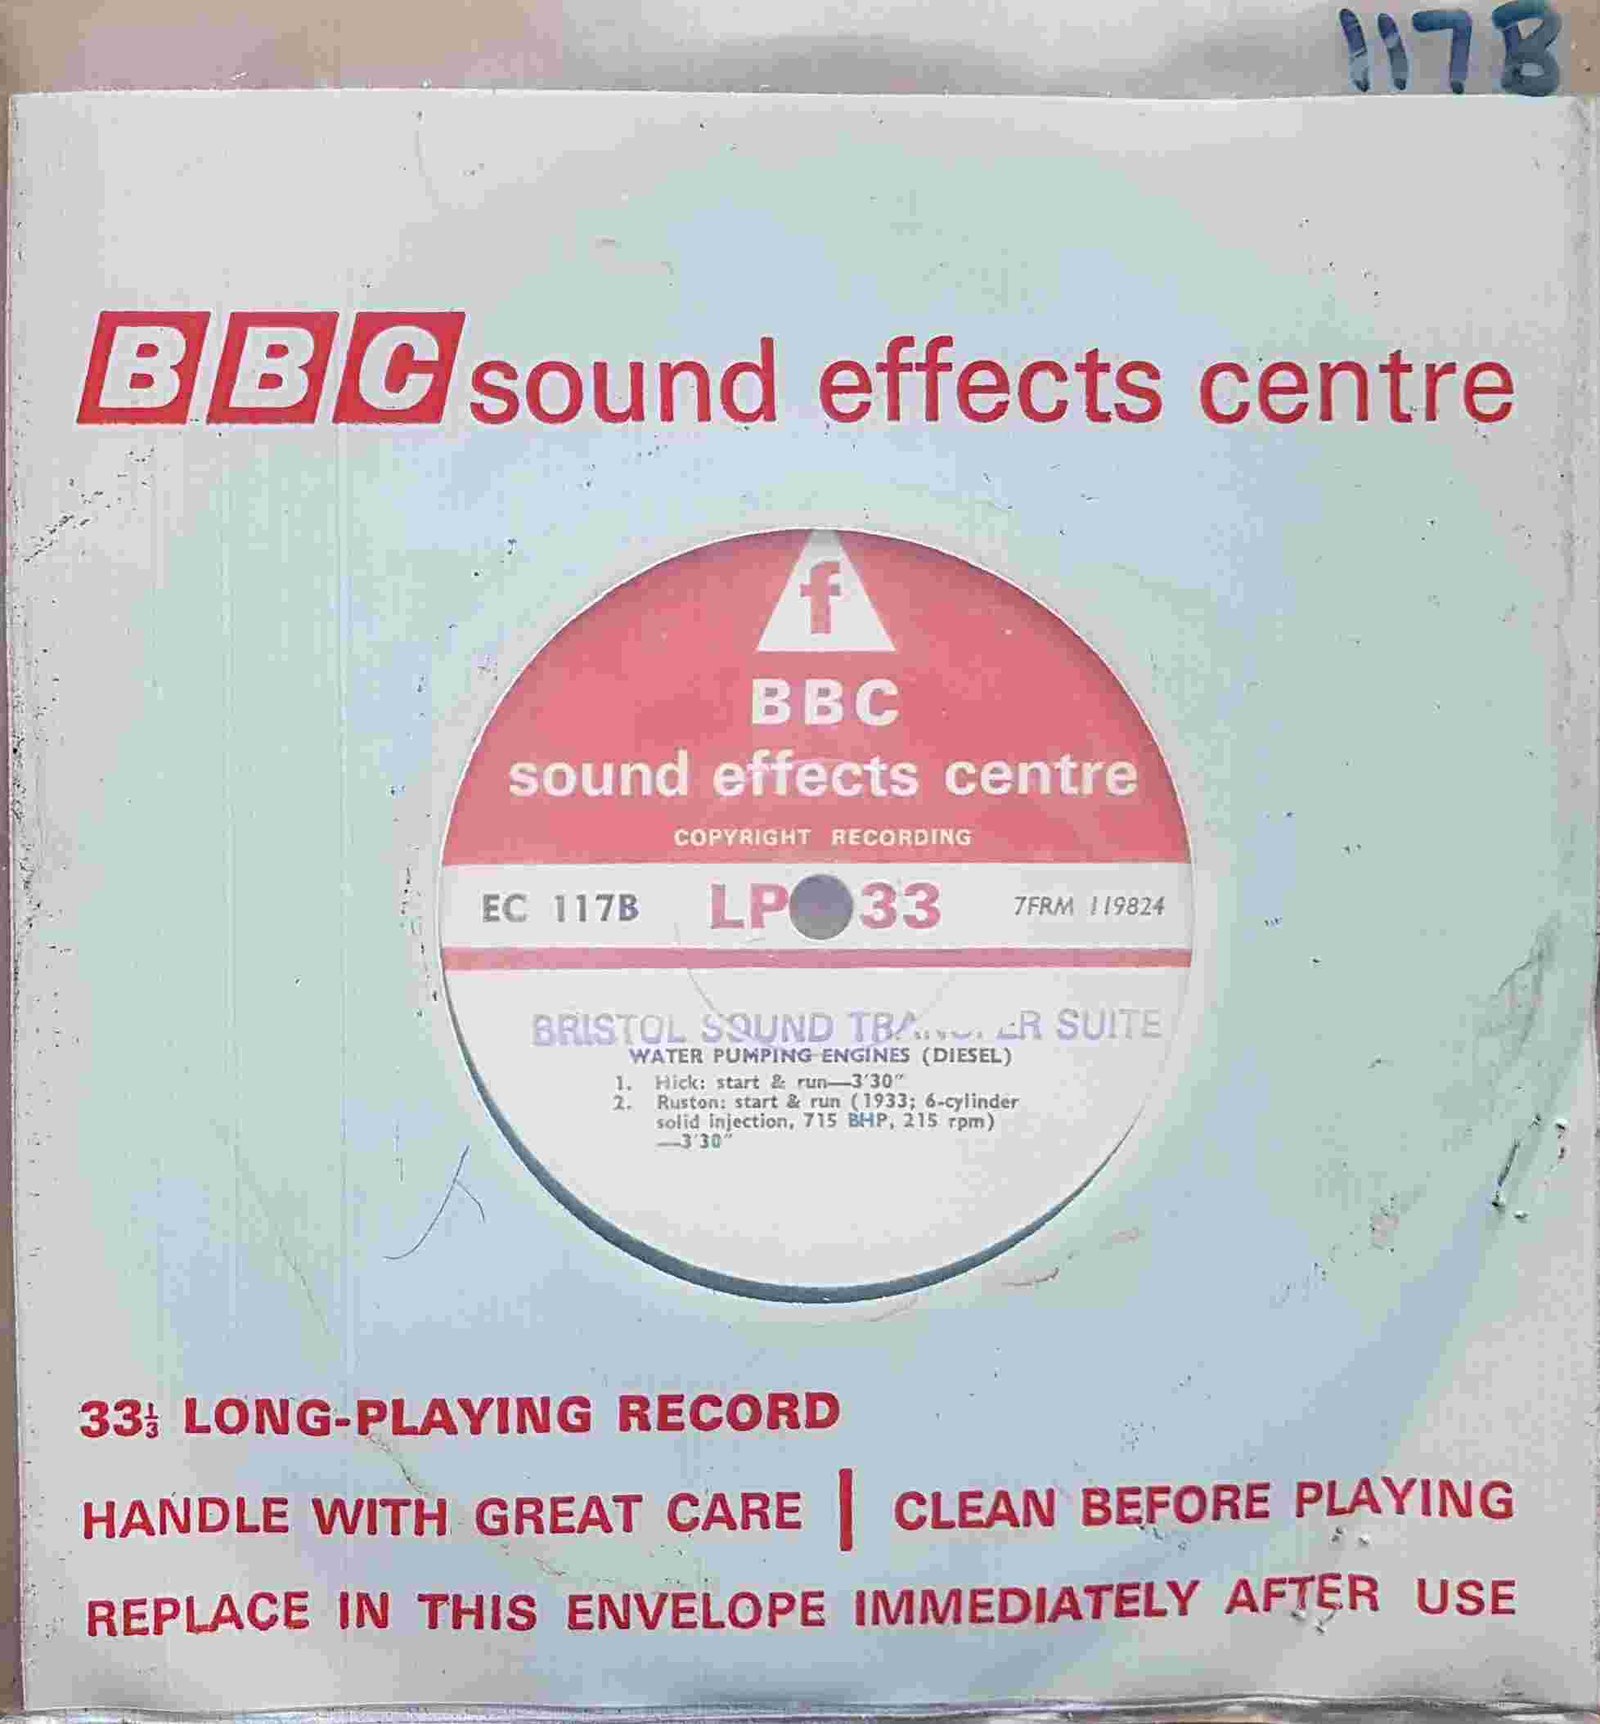 117B
BBC sound effects centre
f
BBC
sound effects centre
COPYRIGHT RECORDING
EC 117B LP 33 7FRM 119824
BRISTOL SOUND SUITE
WATER PUMPING ENGINES (DIESEL)
1. Hick: start & run—3'30"
2. Ruston: start & run (1933; 6-cylinder
solid injection, 715 BHP, 215 rpm)
—3'30"
33⅓ LONG-PLAYING RECORD
HANDLE WITH GREAT CARE | CLEAN BEFORE PLAYING
REPLACE IN THIS ENVELOPE IMMEDIATELY AFTER USE